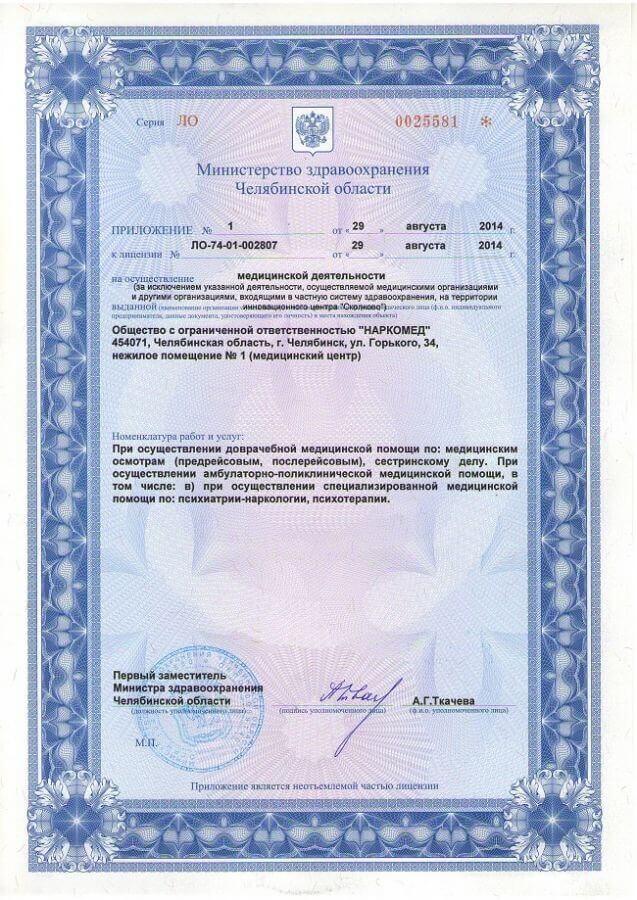 Серия ЛО 0025581 *
Министерство здравоохранения
Челябинской области
ПРИЛОЖЕНИЕ № 1 от « 29 » августа 2014 г.
к лицензии № ЛО-74-01-002807 от « 29 » августа 2014 г.
на осуществление медицинской деятельности
(за исключением указанной деятельности, осуществляемой медицинскими организациями
и другими организациями, входящими в частную систему здравоохранения, на территории
выданной (наименование организации инновационного центра "Сколково") (ф.и.о. индивидуального
предпринимателя, данные документа, удостоверяющего его личность) и места нахождения объекта)
Общество с ограниченной ответственностью "НАРКОМЕД"
454071, Челябинская область, г. Челябинск, ул. Горького, 34,
нежилое помещение № 1 (медицинский центр)
Номенклатура работ и услуг:
При осуществлении доврачебной медицинской помощи по: медицинским
осмотрам (предрейсовым, послерейсовым), сестринскому делу. При
осуществлении амбулаторно-поликлинической медицинской помощи, в
том числе: в) при осуществлении специализированной медицинской
помощи по: психиатрии-наркологии, психотерапии.
Первый заместитель
Министра здравоохранения
Челябинской области А.Г.Ткачева
(должность уполномоченного лица) (подпись уполномоченного лица) (ф.и.о. уполномоченного лица)
М.П.
Приложение является неотъемлемой частью лицензии